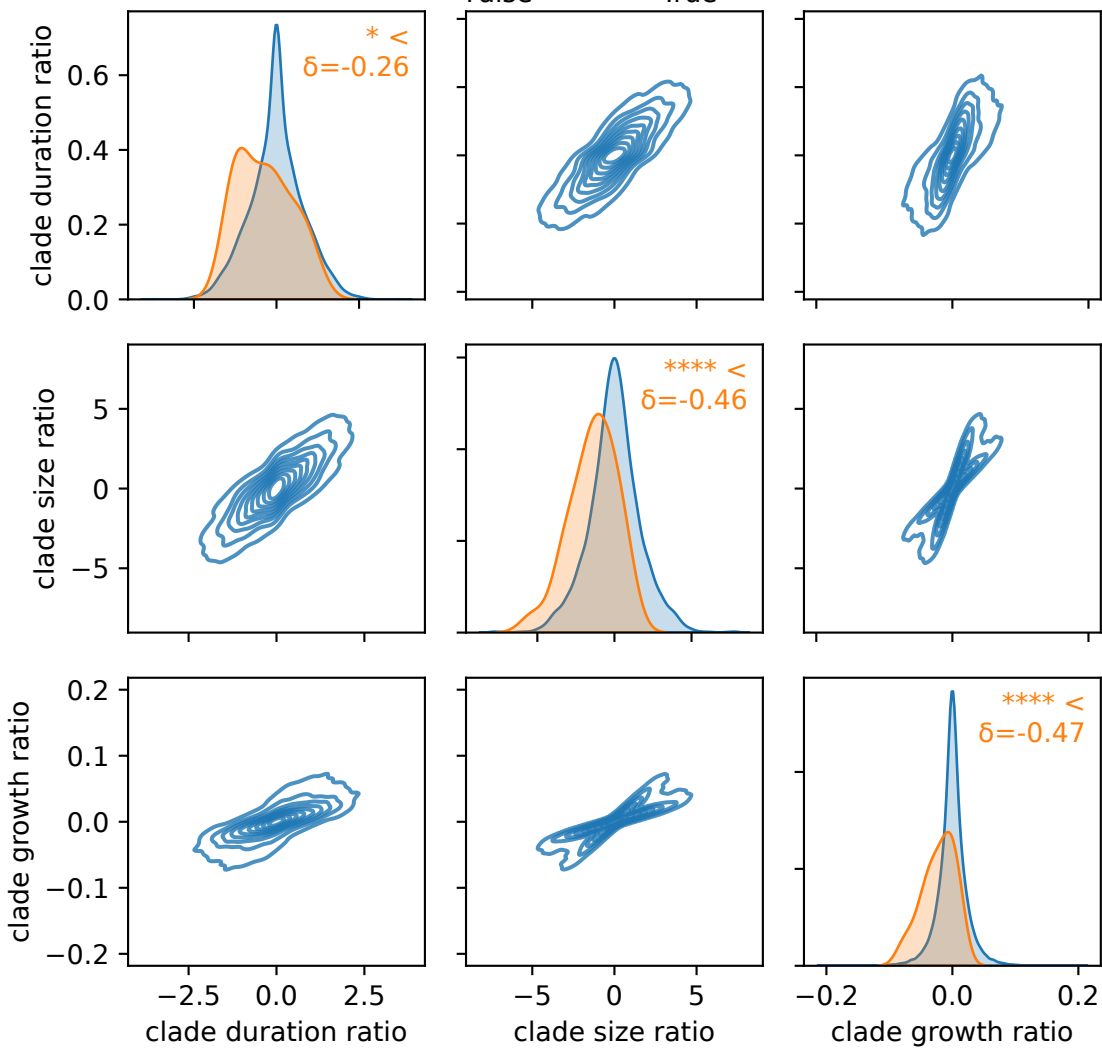 True
clade duration ratio
0.6
0.4
0.2
0.0
* <
δ=-0.26
clade size ratio
5
0
−5
**** <
δ=-0.46
clade growth ratio
0.2
0.1
0.0
−0.1
−0.2
**** <
δ=-0.47
−2.5 0.0 2.5
−5 0 5
−0.2 0.0 0.2
clade duration ratio
clade size ratio
clade growth ratio